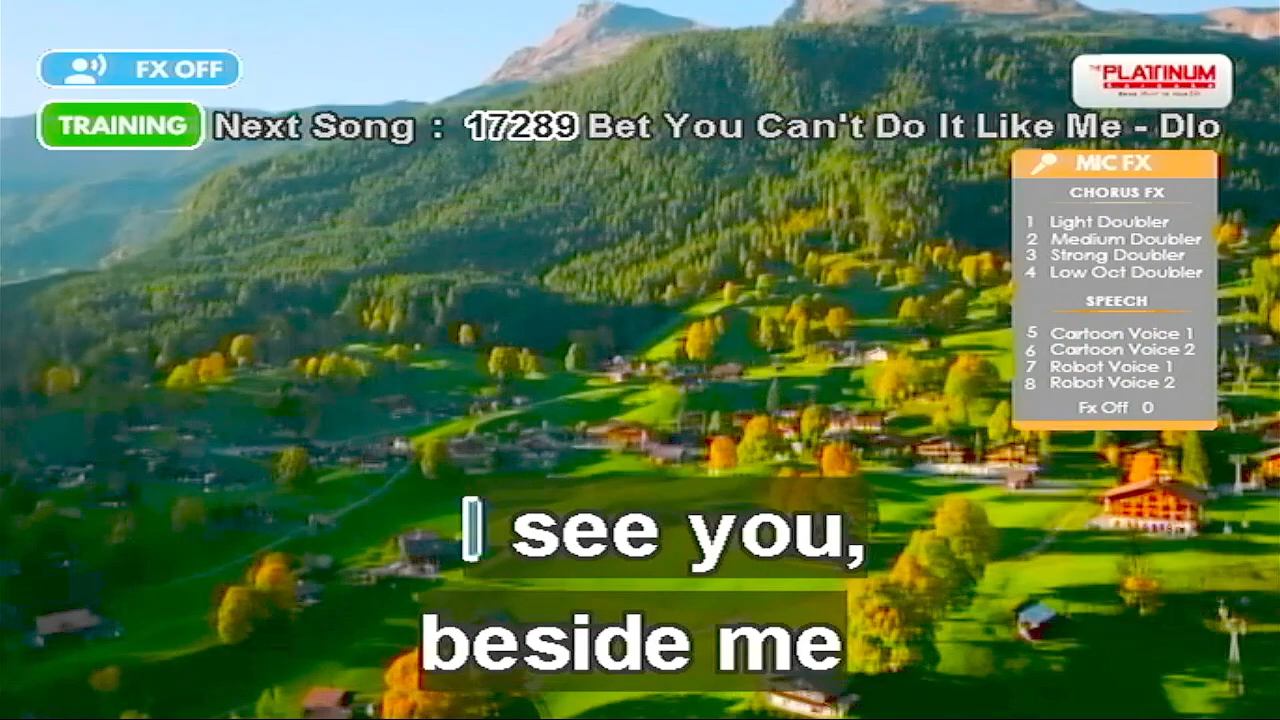 FX OFF
THE PLATINUM
Karaoke
TRAINING
Next Song : 17289 Bet You Can't Do It Like Me - Dlo
MIC FX
CHORUS FX
1 Light Doubler
2 Medium Doubler
3 Strong Doubler
4 Low Oct Doubler
SPEECH
5 Cartoon Voice 1
6 Cartoon Voice 2
7 Robot Voice 1
8 Robot Voice 2
Fx Off 0
I see you,
beside me